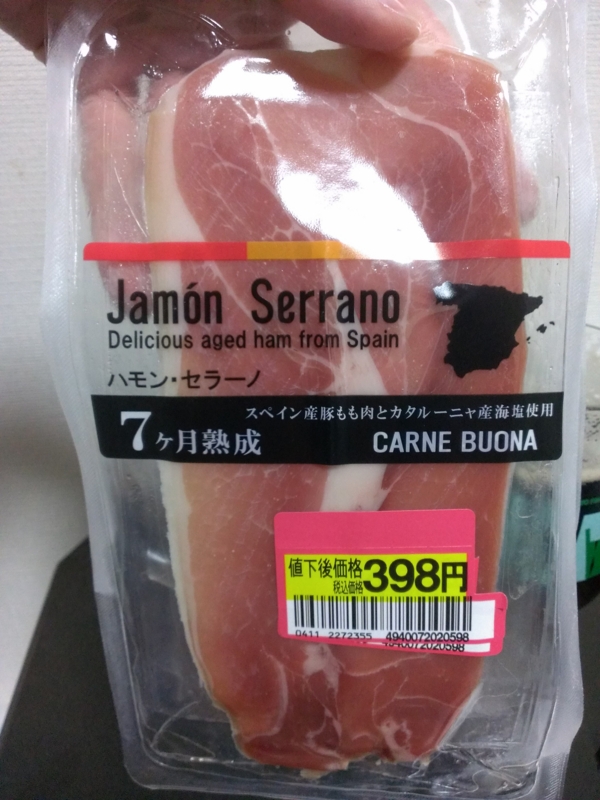 Jamón Serrano
Delicious aged ham from Spain
ハモン・セラーノ
スペイン産豚もも肉とカタルーニャ産海塩使用
7ヶ月熟成
CARNE BUONA
値下後価格
税込価格
398円
0411 2272355 4940072020598
4940072020598